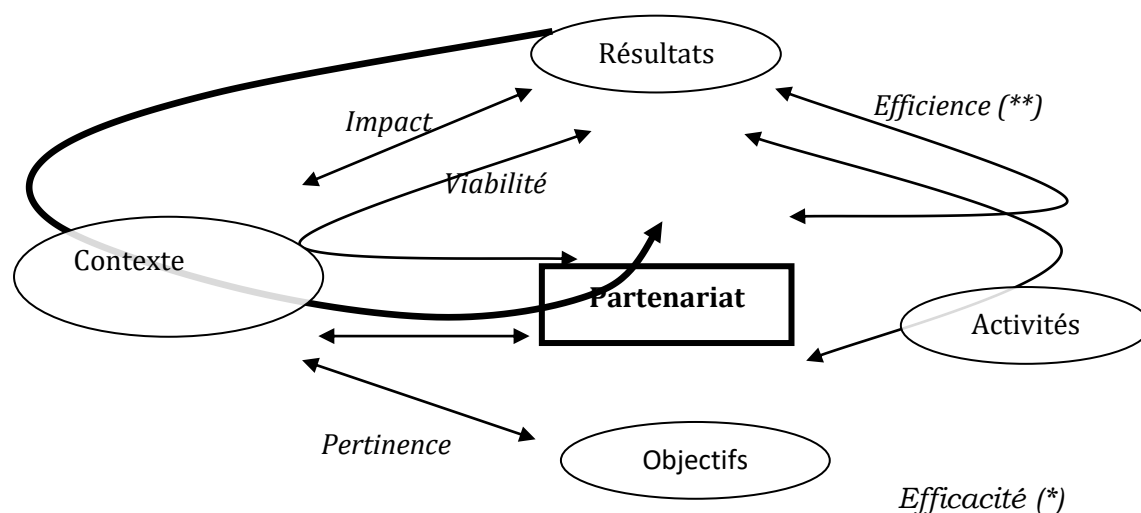 Résultats
Efficience (**)
Impact
Viabilité
Contexte
Partenariat
Activités
Pertinence
Objectifs
Efficacité (*)